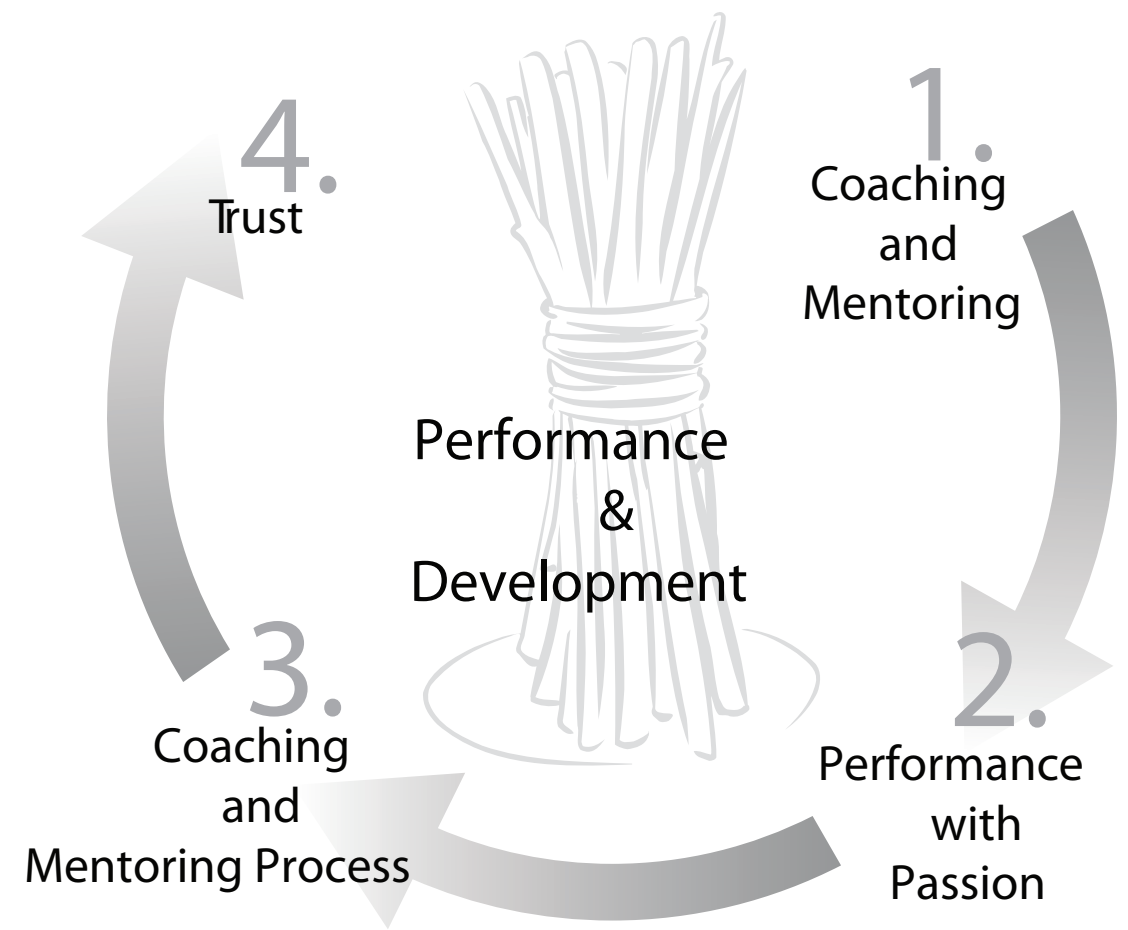 1.
Coaching
and
Mentoring
2.
Performance
with
Passion
3.
Coaching
and
Mentoring Process
4.
Trust
Performance
&
Development